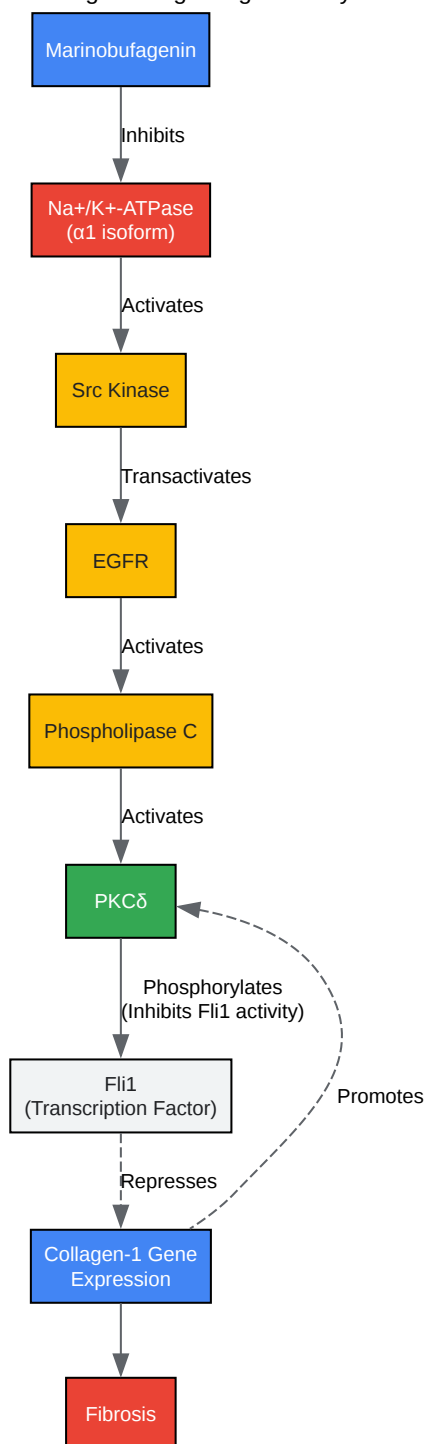 Marinobufagenin
Inhibits
Na+/K+-ATPase
(α1 isoform)
Activates
Src Kinase
Transactivates
EGFR
Activates
Phospholipase C
Activates
PKCδ
Phosphorylates
(Inhibits Fli1 activity)
Fli1
(Transcription Factor)
Promotes
Represses
Collagen-1 Gene
Expression
Fibrosis